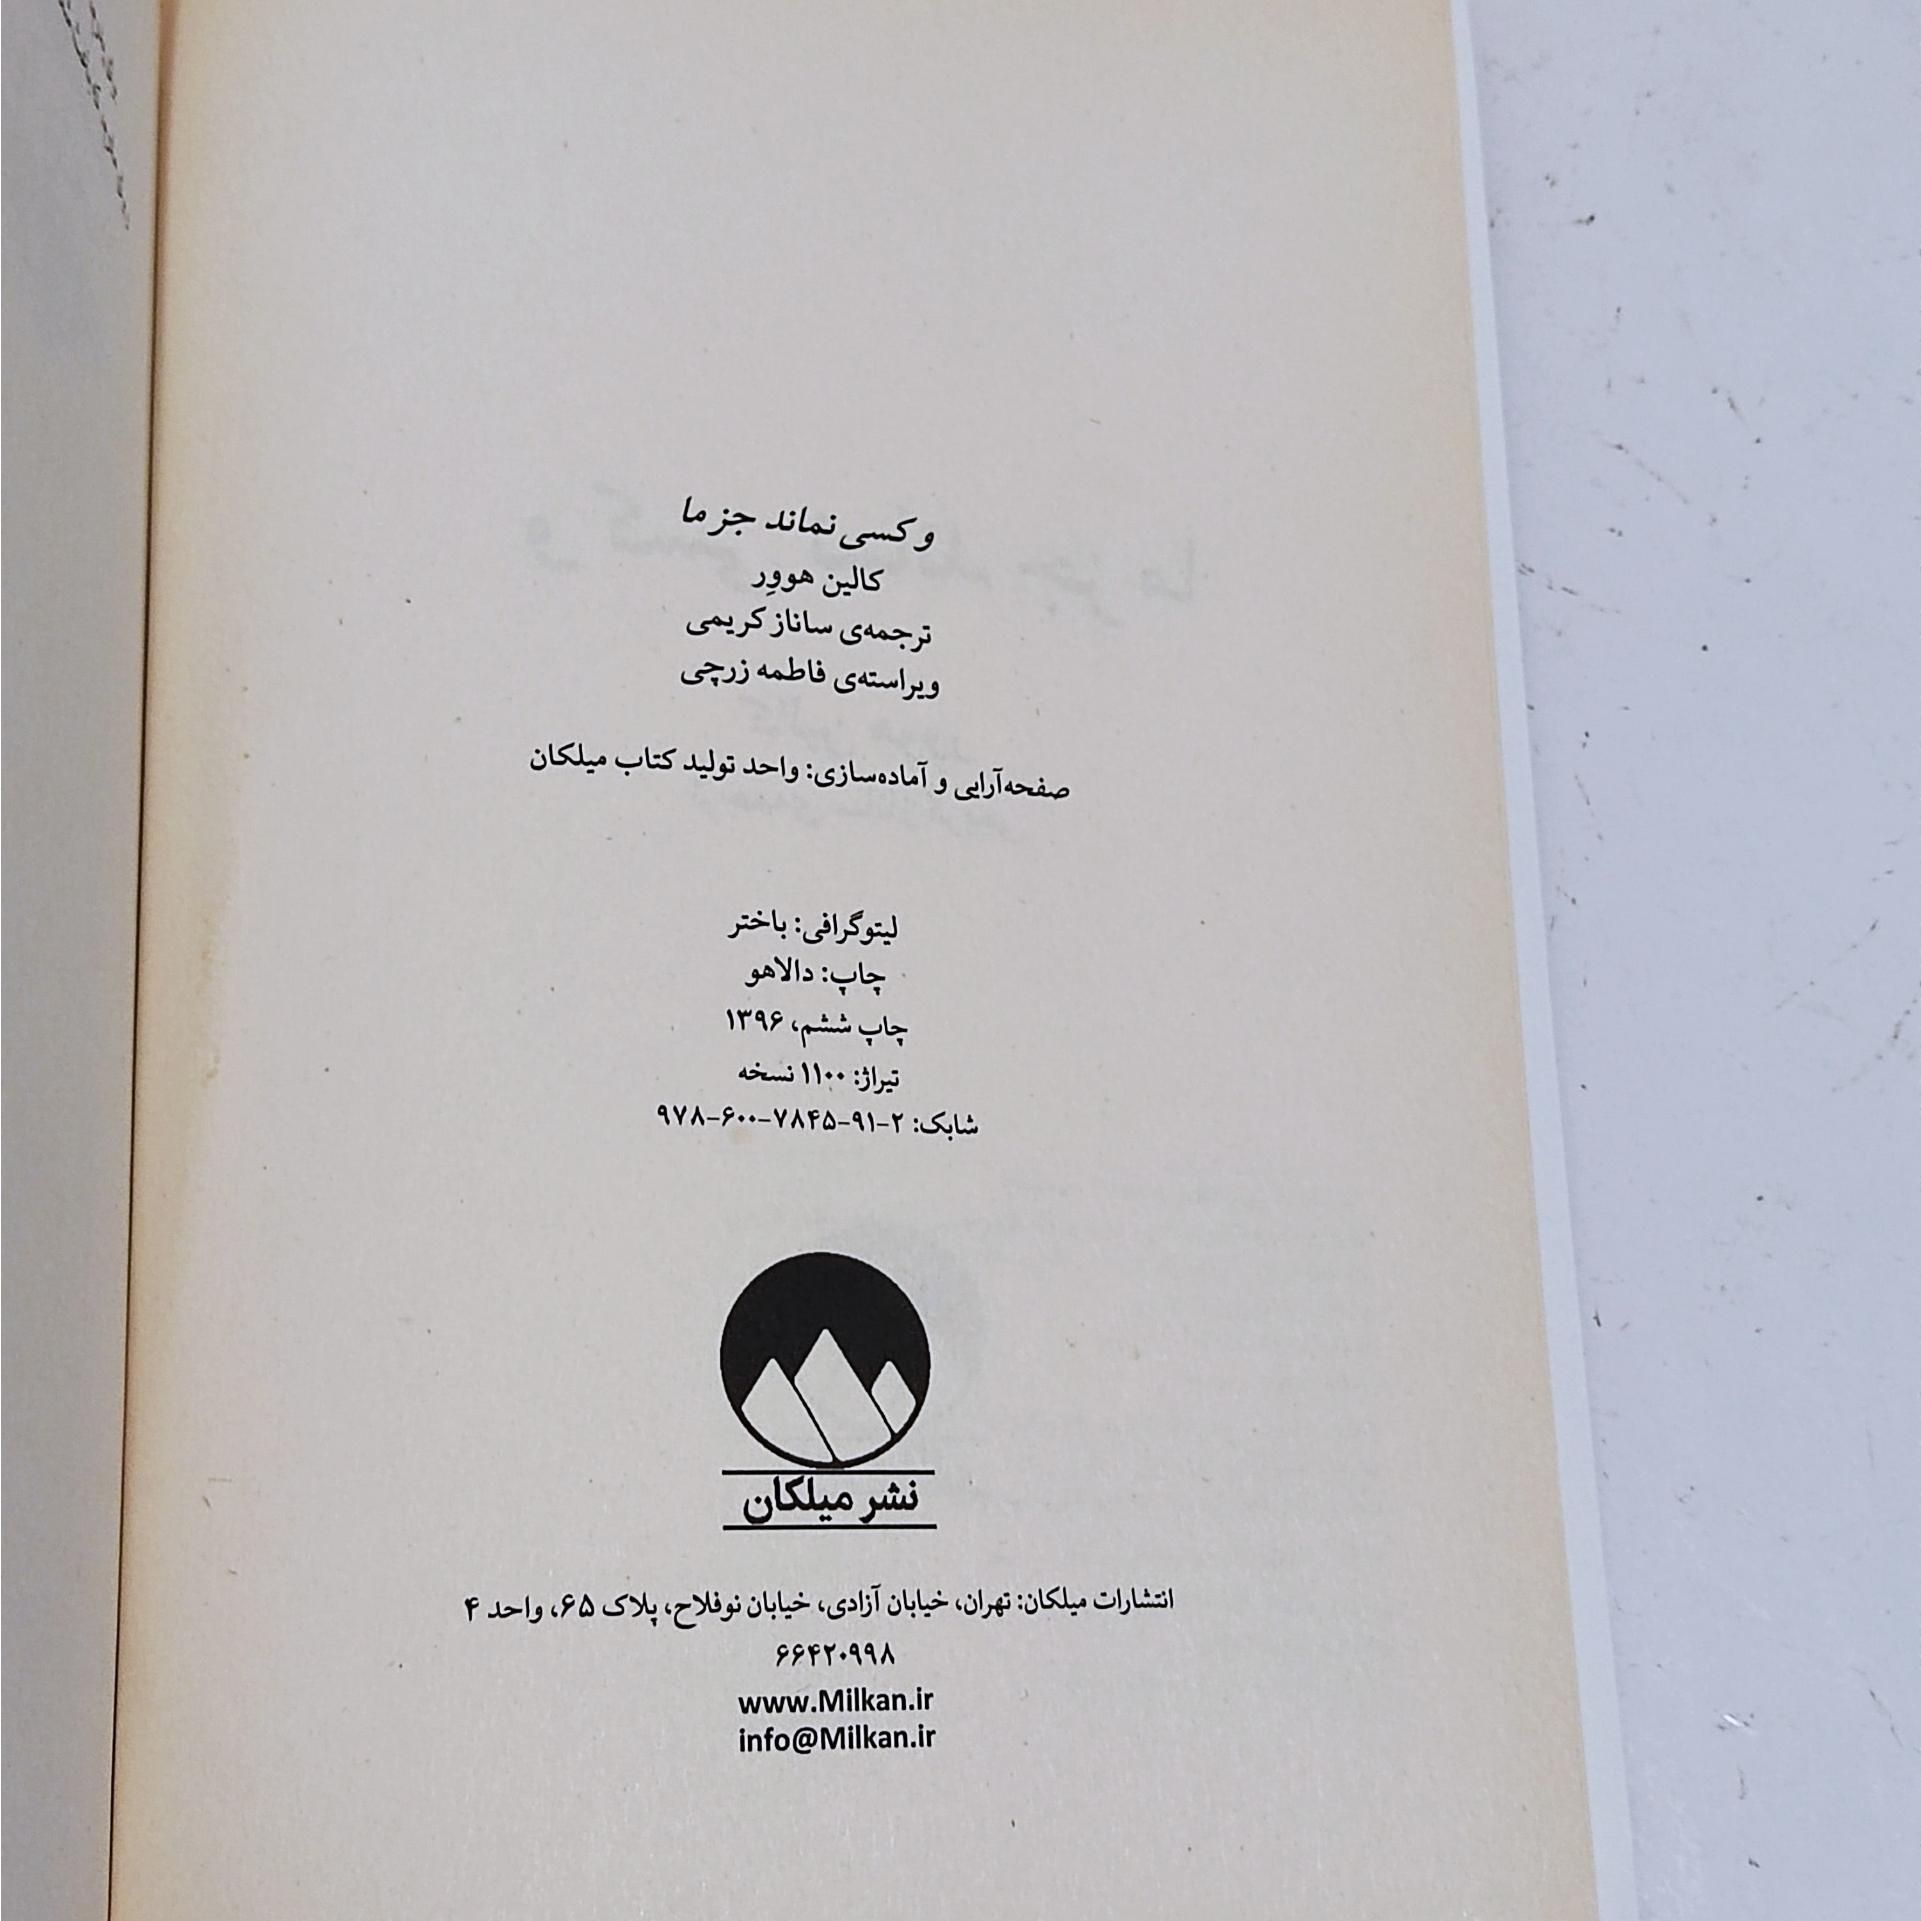 و کسی نماند جز ما
کالین هووِر
ترجمه‌ی ساناز کریمی
ویراسته‌ی فاطمه زرچی
صفحه‌آرایی و آماده‌سازی: واحد تولید کتاب میلکان
لیتوگرافی: باختر
چاپ: دالاهو
چاپ ششم، ۱۳۹۶
تیراژ: ۱۱۰۰ نسخه
شابک: ۲-۹۱-۷۸۴۵-۶۰۰-۹۷۸
نشر میلکان
انتشارات میلکان: تهران، خیابان آزادی، خیابان نوفلاح، پلاک ۶۵، واحد ۴
۶۶۴۲۰۹۹۸
www.Milkan.ir
info@Milkan.ir